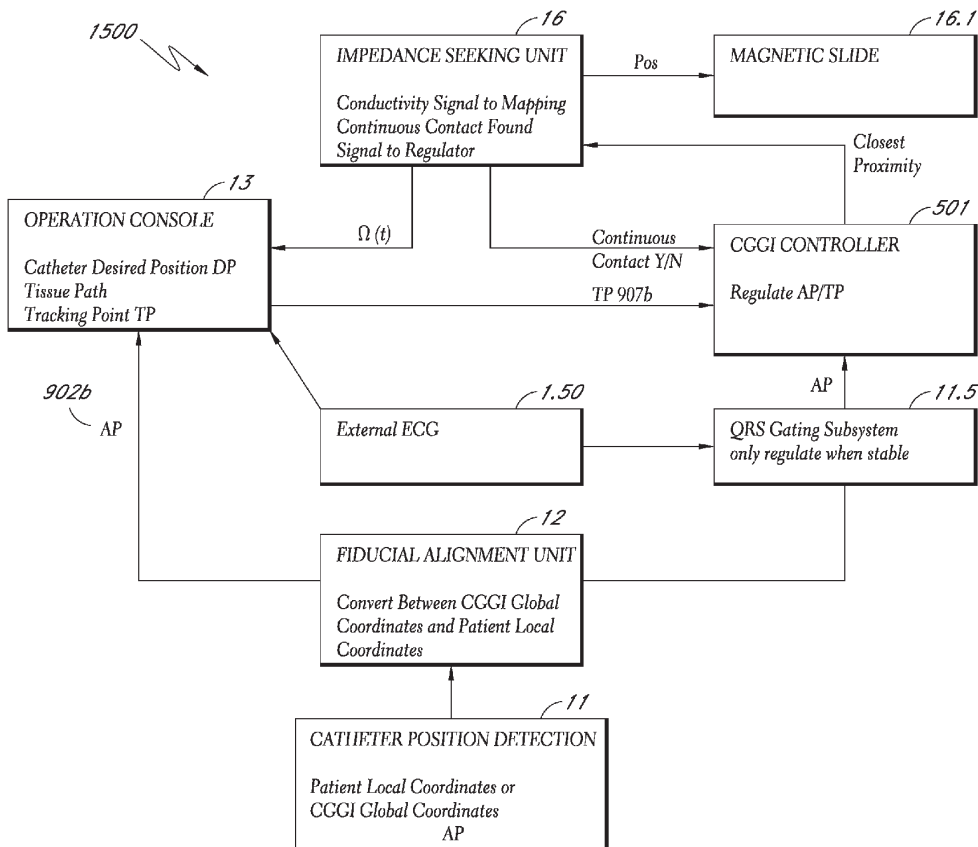 1500
16
IMPEDANCE SEEKING UNIT
Conductivity Signal to Mapping
Continuous Contact Found
Signal to Regulator
Pos
16.1
MAGNETIC SLIDE
Closest
Proximity
13
OPERATION CONSOLE
Catheter Desired Position DP
Tissue Path
Tracking Point TP
Ω (t)
Continuous
Contact Y/N
TP 907b
501
CGGI CONTROLLER
Regulate AP/TP
902b
AP
1.50
External ECG
AP
11.5
QRS Gating Subsystem
only regulate when stable
12
FIDUCIAL ALIGNMENT UNIT
Convert Between CGGI Global
Coordinates and Patient Local
Coordinates
11
CATHETER POSITION DETECTION
Patient Local Coordinates or
CGGI Global Coordinates
AP